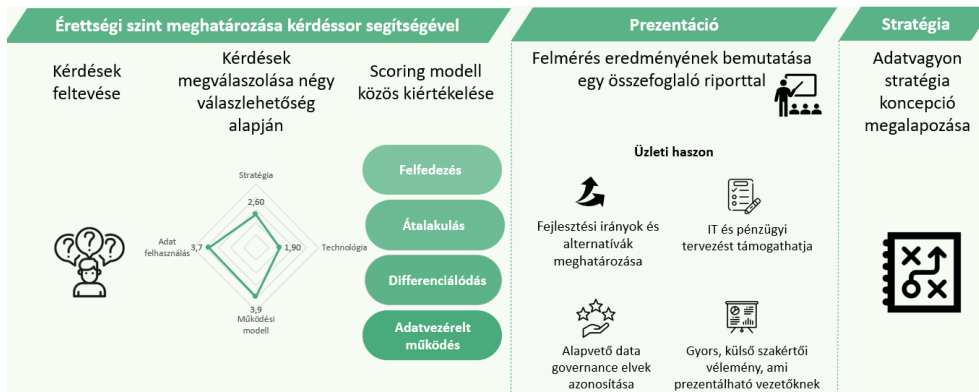 Érettségi szint meghatározása kérdéssor segítségével
Kérdések
feltevése
Kérdések
megválaszolása négy
válaszlehetőség
alapján
Scoring modell
közös kiértékelése
Stratégia
2,60
Adat
felhasználás
3,7
1,90
Technológia
3,9
Működési
modell
Felfedezés
Átalakulás
Differenciálódás
Adatvezérelt
működés
Prezentáció
Felmérés eredményének bemutatása
egy összefoglaló riporttal
Üzleti haszon
Fejlesztési irányok és
alternatívák
meghatározása
IT és pénzügyi
tervezést támogathatja
Alapvető data
governance elvek
azonosítása
Gyors, külső szakértői
vélemény, ami
prezentálható vezetőknek
Stratégia
Adatvagyon
stratégia
koncepció
megalapozása